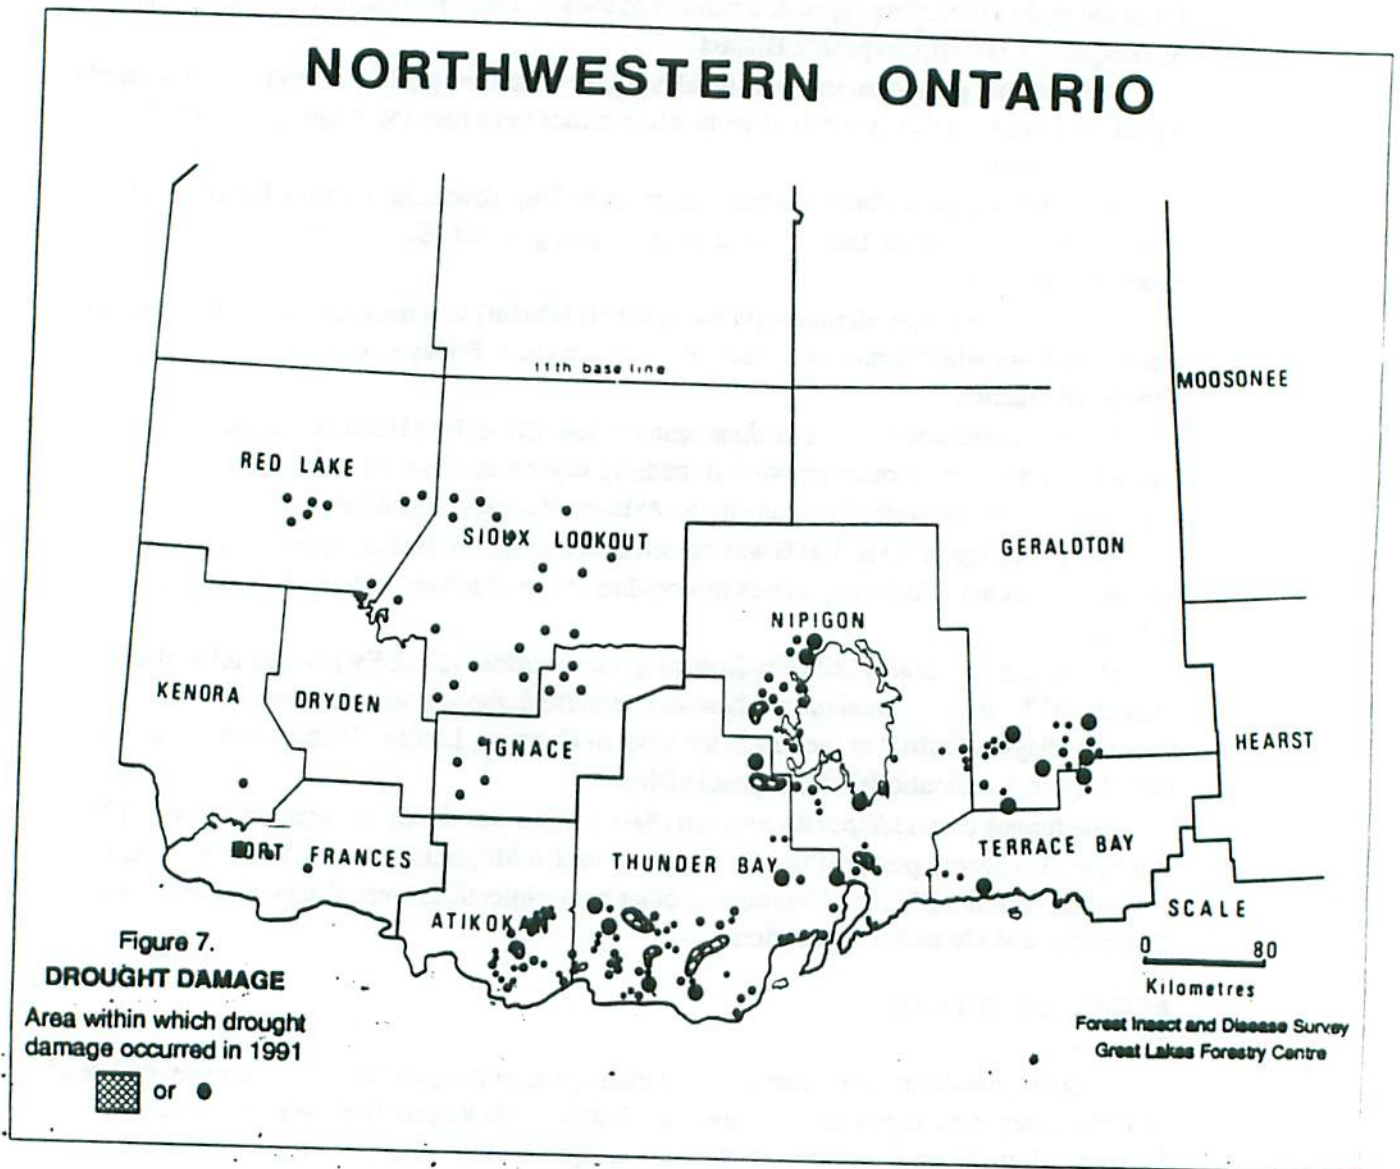 NORTHWESTERN ONTARIO
11th base line
MOOSONEE
RED LAKE
SIOUX LOOKOUT
GERALDTON
NIPIGON
KENORA
DRYDEN
IGNACE
HEARST
FORT FRANCES
THUNDER BAY
TERRACE BAY
ATIKOK
SCALE
0 80
Kilometres
Figure 7.
DROUGHT DAMAGE
Area within which drought
damage occurred in 1991
or
Forest Insect and Disease Survey
Great Lakes Forestry Centre